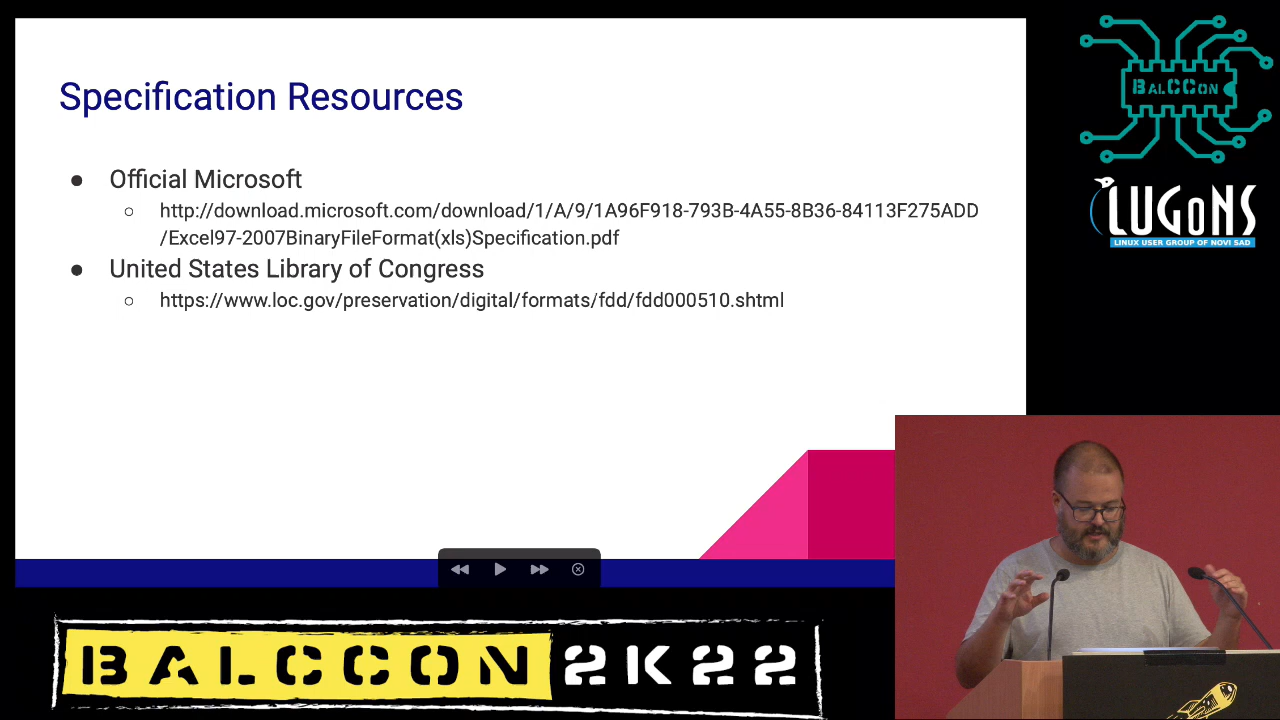 Specification Resources
● Official Microsoft
○ http://download.microsoft.com/download/1/A/9/1A96F918-793B-4A55-8B36-84113F275ADD
/Excel97-2007BinaryFileFormat(xls)Specification.pdf
● United States Library of Congress
○ https://www.loc.gov/preservation/digital/formats/fdd/fdd000510.shtml
BALCCON
LUGONS
LINUX USER GROUP OF NOVI SAD
BALCCON 2K22